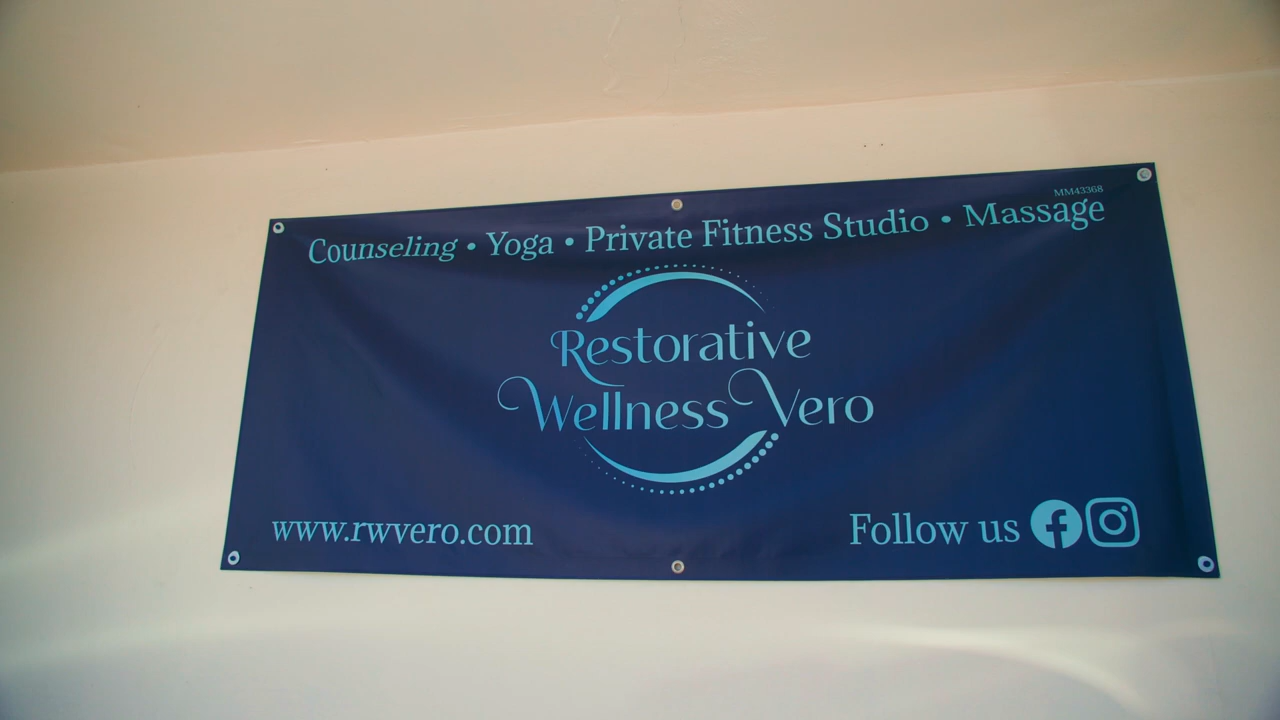 MM43368
Counseling • Yoga • Private Fitness Studio • Massage
Restorative
Wellness Vero
www.rwvero.com
Follow us